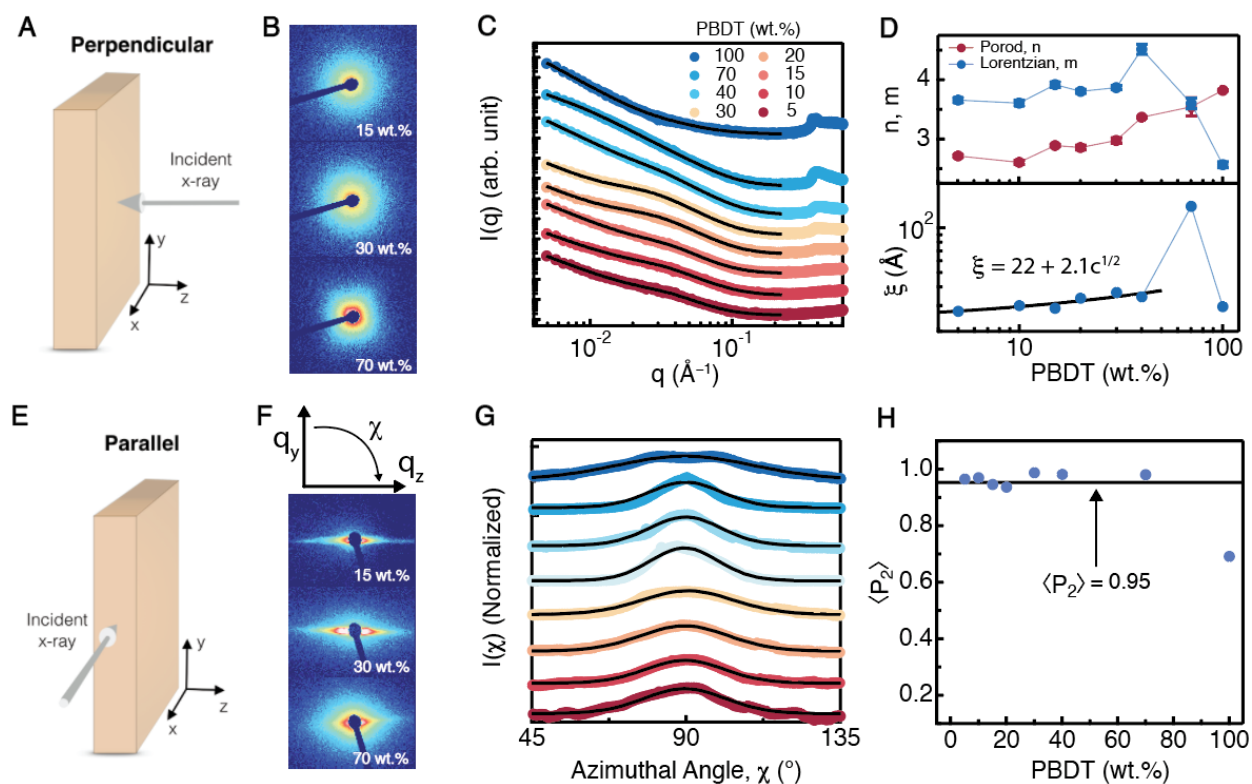 A
Perpendicular
Incident
x-ray
y
z
x
B
15 wt.%
30 wt.%
70 wt.%
C
PBDT (wt.%)
100 20
70 15
40 10
30 5
I(q) (arb. unit)
10⁻² 10⁻¹
q (Å⁻¹)
D
Porod, n
Lorentzian, m
n, m
4
3
ξ (Å)
10²
ξ = 22 + 2.1c^{1/2}
10 100
PBDT (wt.%)
E
Parallel
Incident
x-ray
y
z
x
F
q_y
χ
q_z
15 wt.%
30 wt.%
70 wt.%
G
I(χ) (Normalized)
45 90 135
Azimuthal Angle, χ (°)
H
⟨P₂⟩
1.0
0.8
0.6
0.4
0.2
⟨P₂⟩ = 0.95
0 20 40 60 80 100
PBDT (wt.%)